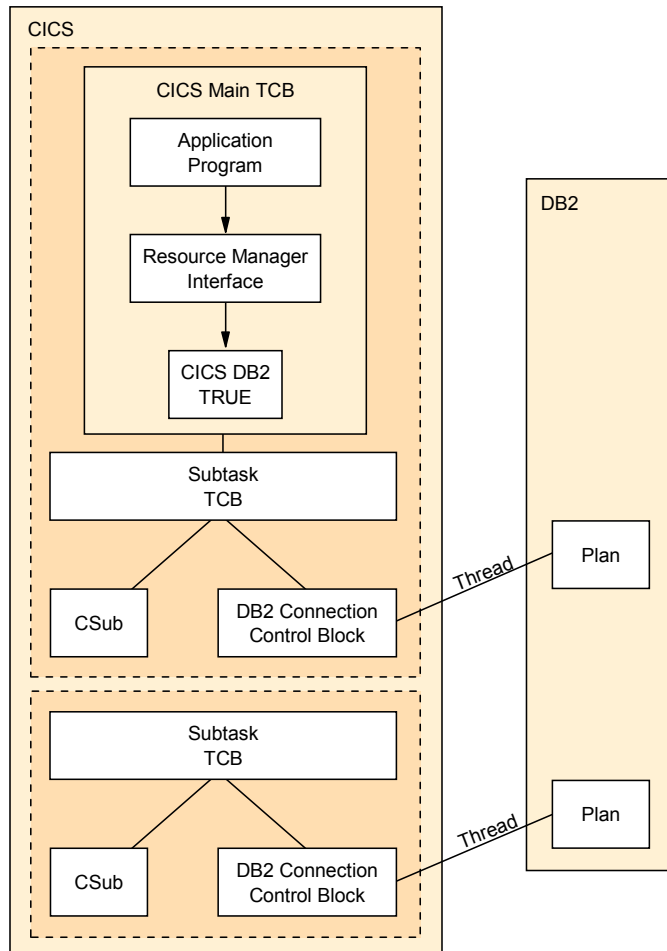 CICS
CICS Main TCB
Application
Program
Resource Manager
Interface
CICS DB2
TRUE
Subtask
TCB
CSub
DB2 Connection
Control Block
Thread
DB2
Plan
Subtask
TCB
CSub
DB2 Connection
Control Block
Thread
Plan